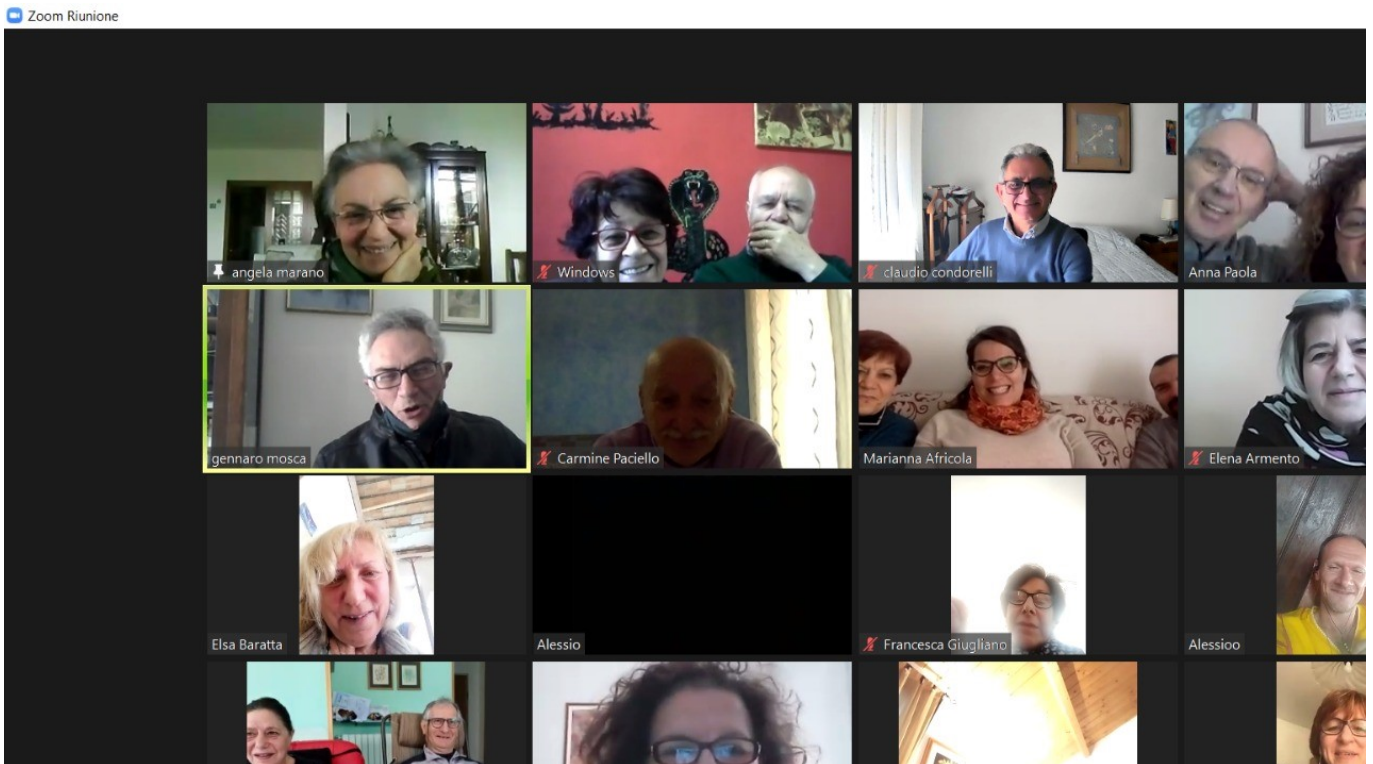 Zoom Riunione
angela marano
Windows
claudio condorelli
Anna Paola
gennaro mosca
Carmine Paciello
Marianna Africola
Elena Armento
Elsa Baratta
Alessio
Francesca Giugliano
Alessioo